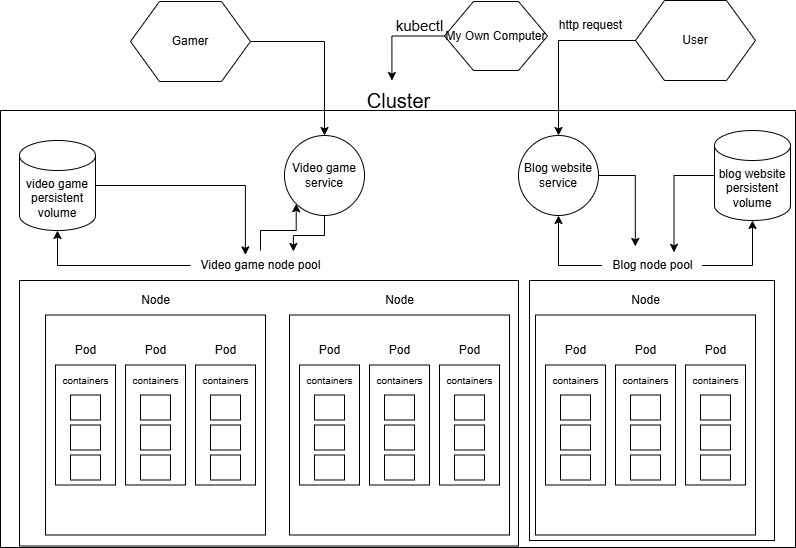 Gamer
kubectl
My Own Computer
http request
User
Cluster
video game
persistent
volume
Video game
service
Blog website
service
blog website
persistent
volume
Video game node pool
Blog node pool
Node
Node
Node
Pod
Pod
Pod
Pod
Pod
Pod
Pod
Pod
Pod
containers
containers
containers
containers
containers
containers
containers
containers
containers